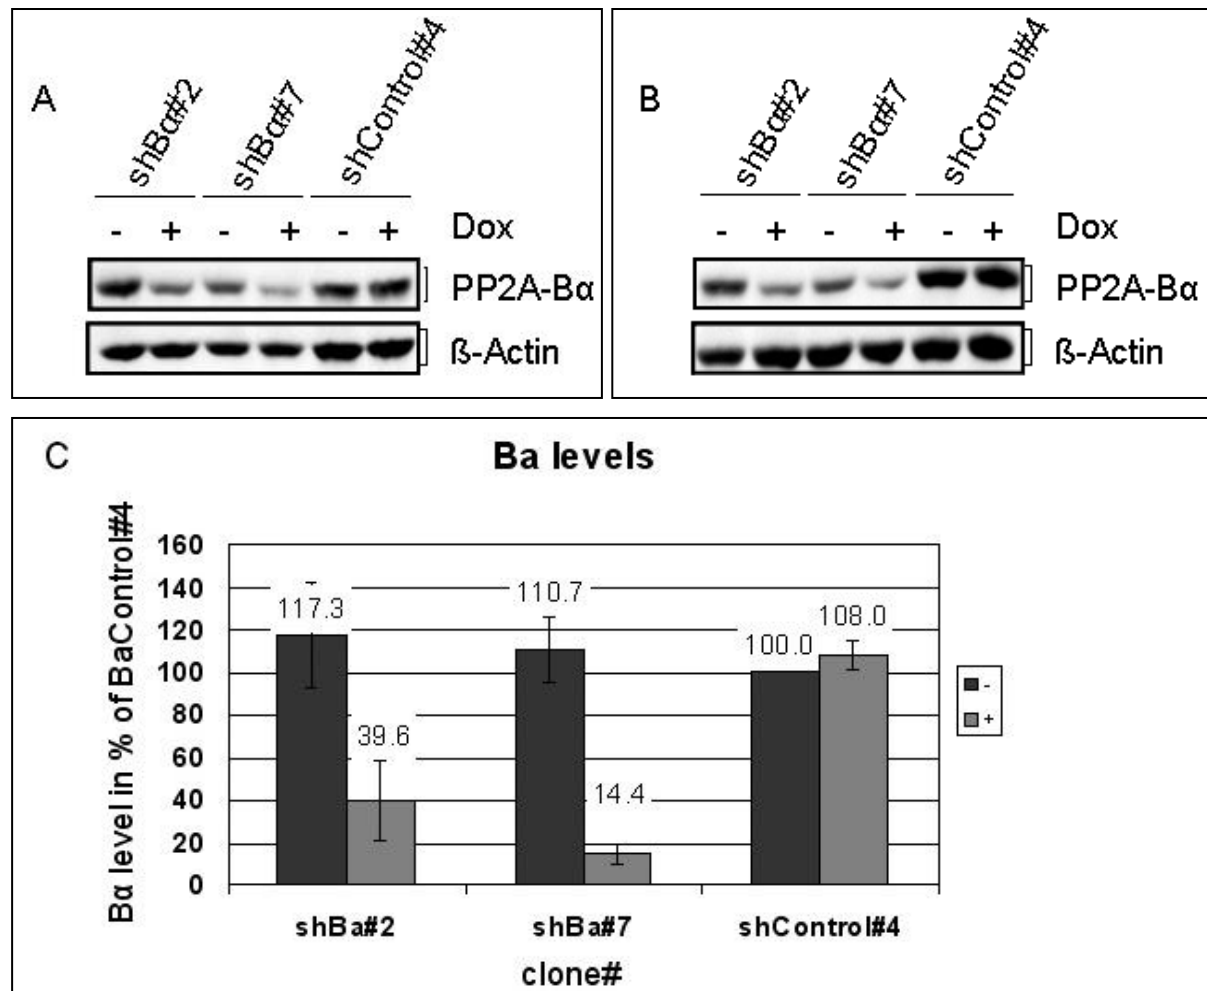 A
shBα#2 shBα#7 shControl#4
- + - + - + Dox
PP2A-Bα
ß-Actin
B
shBα#2 shBα#7 shControl#4
- + - + - + Dox
PP2A-Bα
ß-Actin
C
Ba levels
Bα level in % of BaControl#4
160
140
120
100
80
60
40
20
0
117.3
39.6
110.7
14.4
100.0
108.0
-
+
shBa#2 shBa#7 shControl#4
clone#